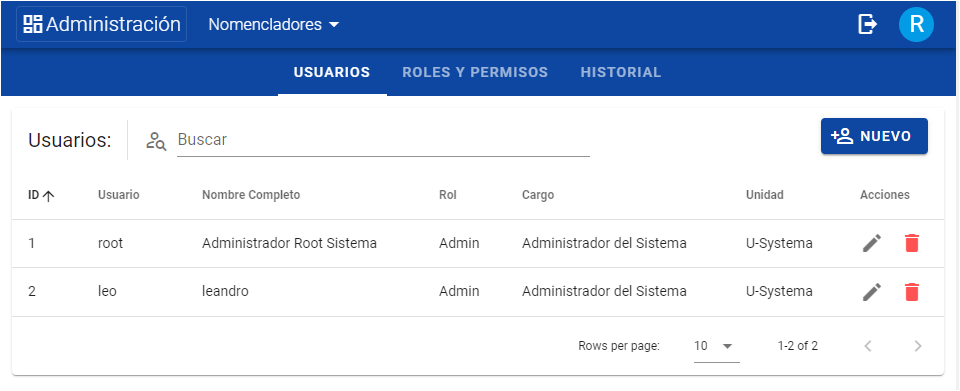 Administración Nomencladores R
USUARIOS ROLES Y PERMISOS HISTORIAL
Usuarios: Buscar NUEVO
ID Usuario Nombre Completo Rol Cargo Unidad Acciones
1 root Administrador Root Sistema Admin Administrador del Sistema U-Systema
2 leo leandro Admin Administrador del Sistema U-Systema
Rows per page: 10 1-2 of 2